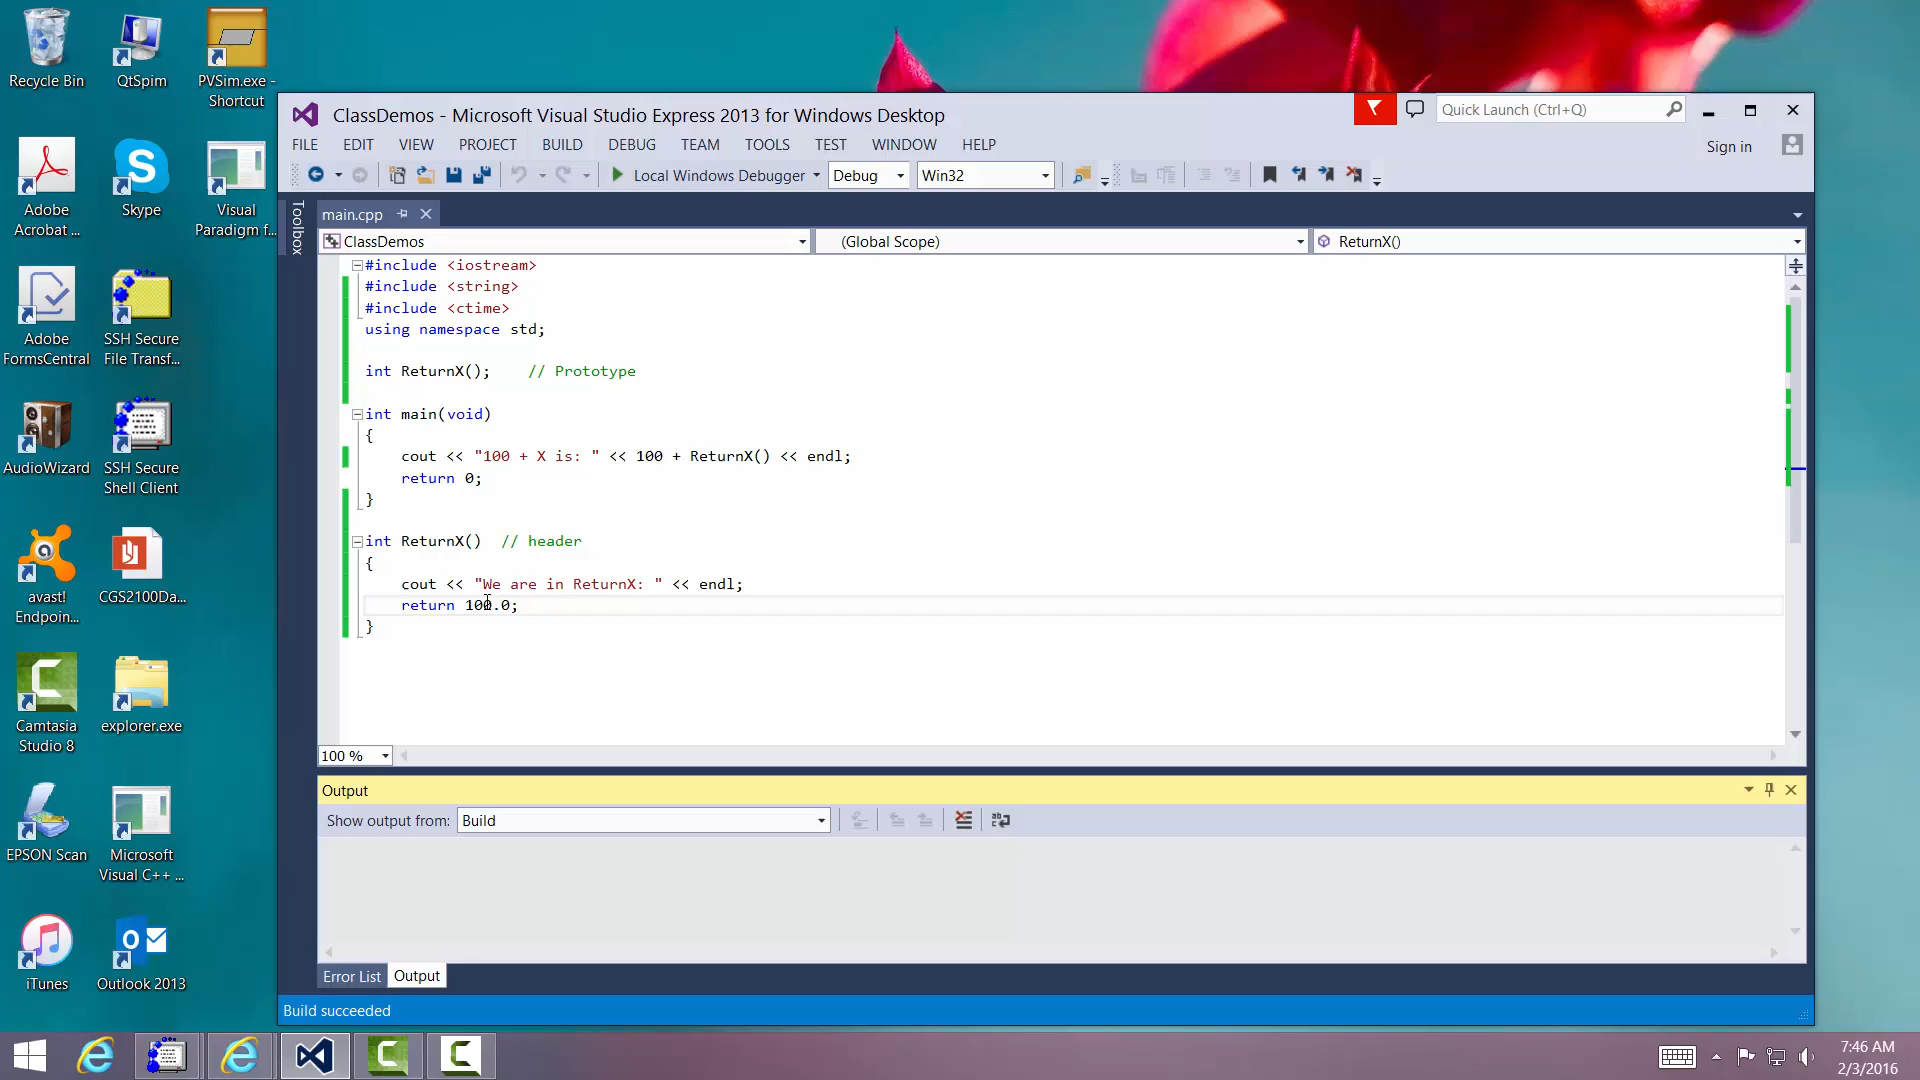 Recycle Bin
QtSpim
PVSim.exe -
Shortcut
Adobe
Acrobat ...
Skype
Visual
Paradigm f...
Adobe
FormsCentral
SSH Secure
File Transf...
AudioWizard
SSH Secure
Shell Client
avast!
Endpoin...
CGS2100Da...
Camtasia
Studio 8
explorer.exe
EPSON Scan
Microsoft
Visual C++ ...
iTunes
Outlook 2013
ClassDemos - Microsoft Visual Studio Express 2013 for Windows Desktop
Quick Launch (Ctrl+Q)
FILE EDIT VIEW PROJECT BUILD DEBUG TEAM TOOLS TEST WINDOW HELP
Sign in
Local Windows Debugger Debug Win32
Toolbox
main.cpp
ClassDemos (Global Scope) ReturnX()
#include <iostream>
#include <string>
#include <ctime>
using namespace std;
int ReturnX();    // Prototype
int main(void)
{
cout << "100 + X is: " << 100 + ReturnX() << endl;
return 0;
}
int ReturnX()  // header
{
cout << "We are in ReturnX: " << endl;
return 100.0;
}
100 %
Output
Show output from: Build
Error List Output
Build succeeded
7:46 AM
2/3/2016